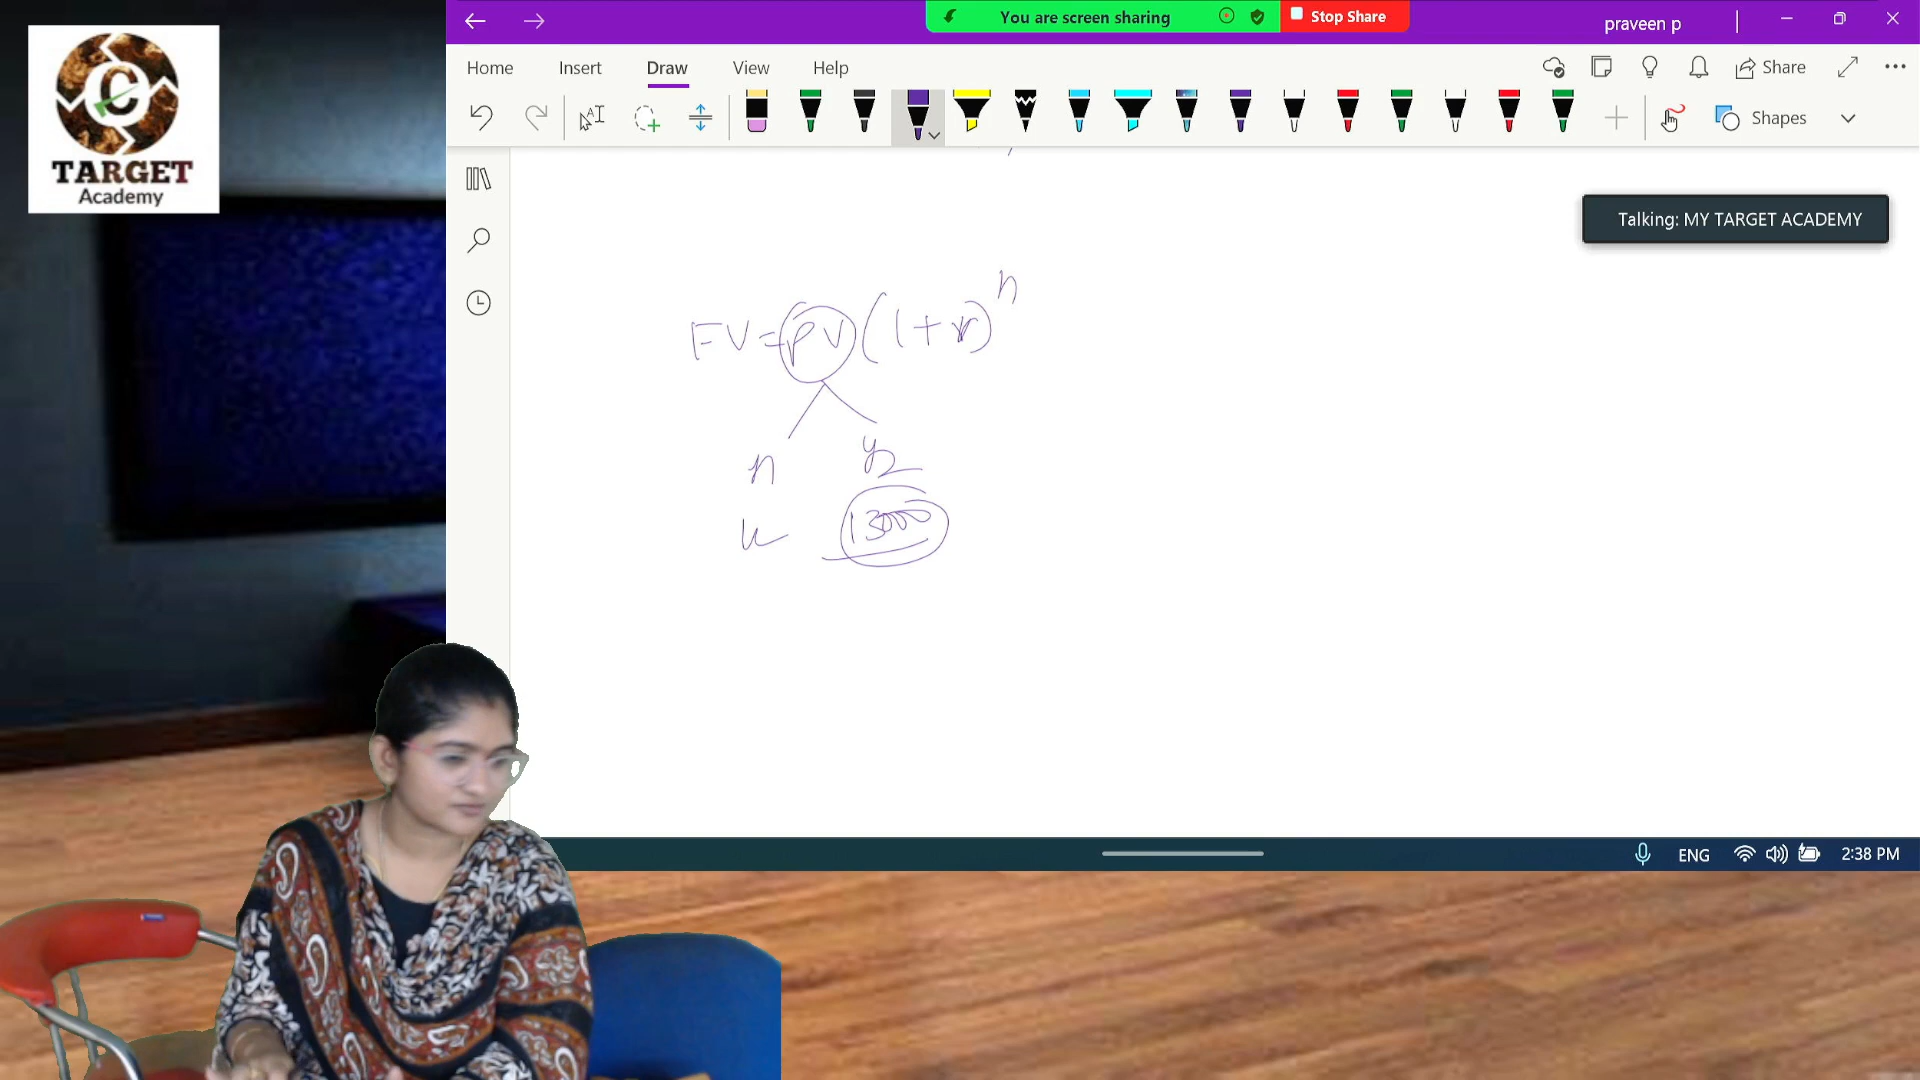 TARGET
Academy
You are screen sharing
Stop Share
praveen p
Home Insert Draw View Help
Share
Shapes
Talking: MY TARGET ACADEMY
FV = PV (1+r)^n
n y2
13000
ENG 2:38 PM